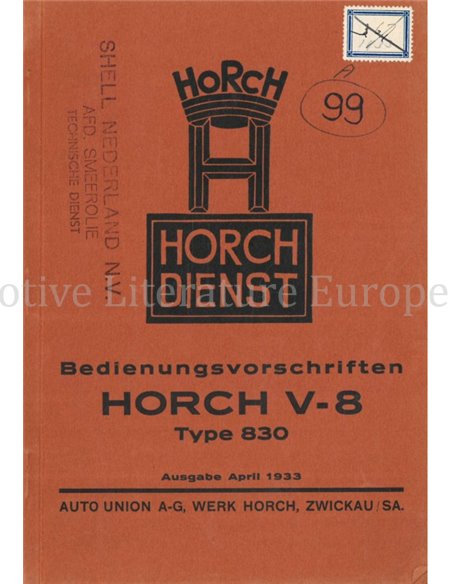 HORCH
A
99
SHELL NEDERLAND N.V.
AFD. SMEEROLIE
TECHNISCHE DIENST
HORCH
DIENST
otive Literature Europe
Bedienungsvorschriften
HORCH V-8
Type 830
Ausgabe April 1933
AUTO UNION A-G, WERK HORCH, ZWICKAU/SA.